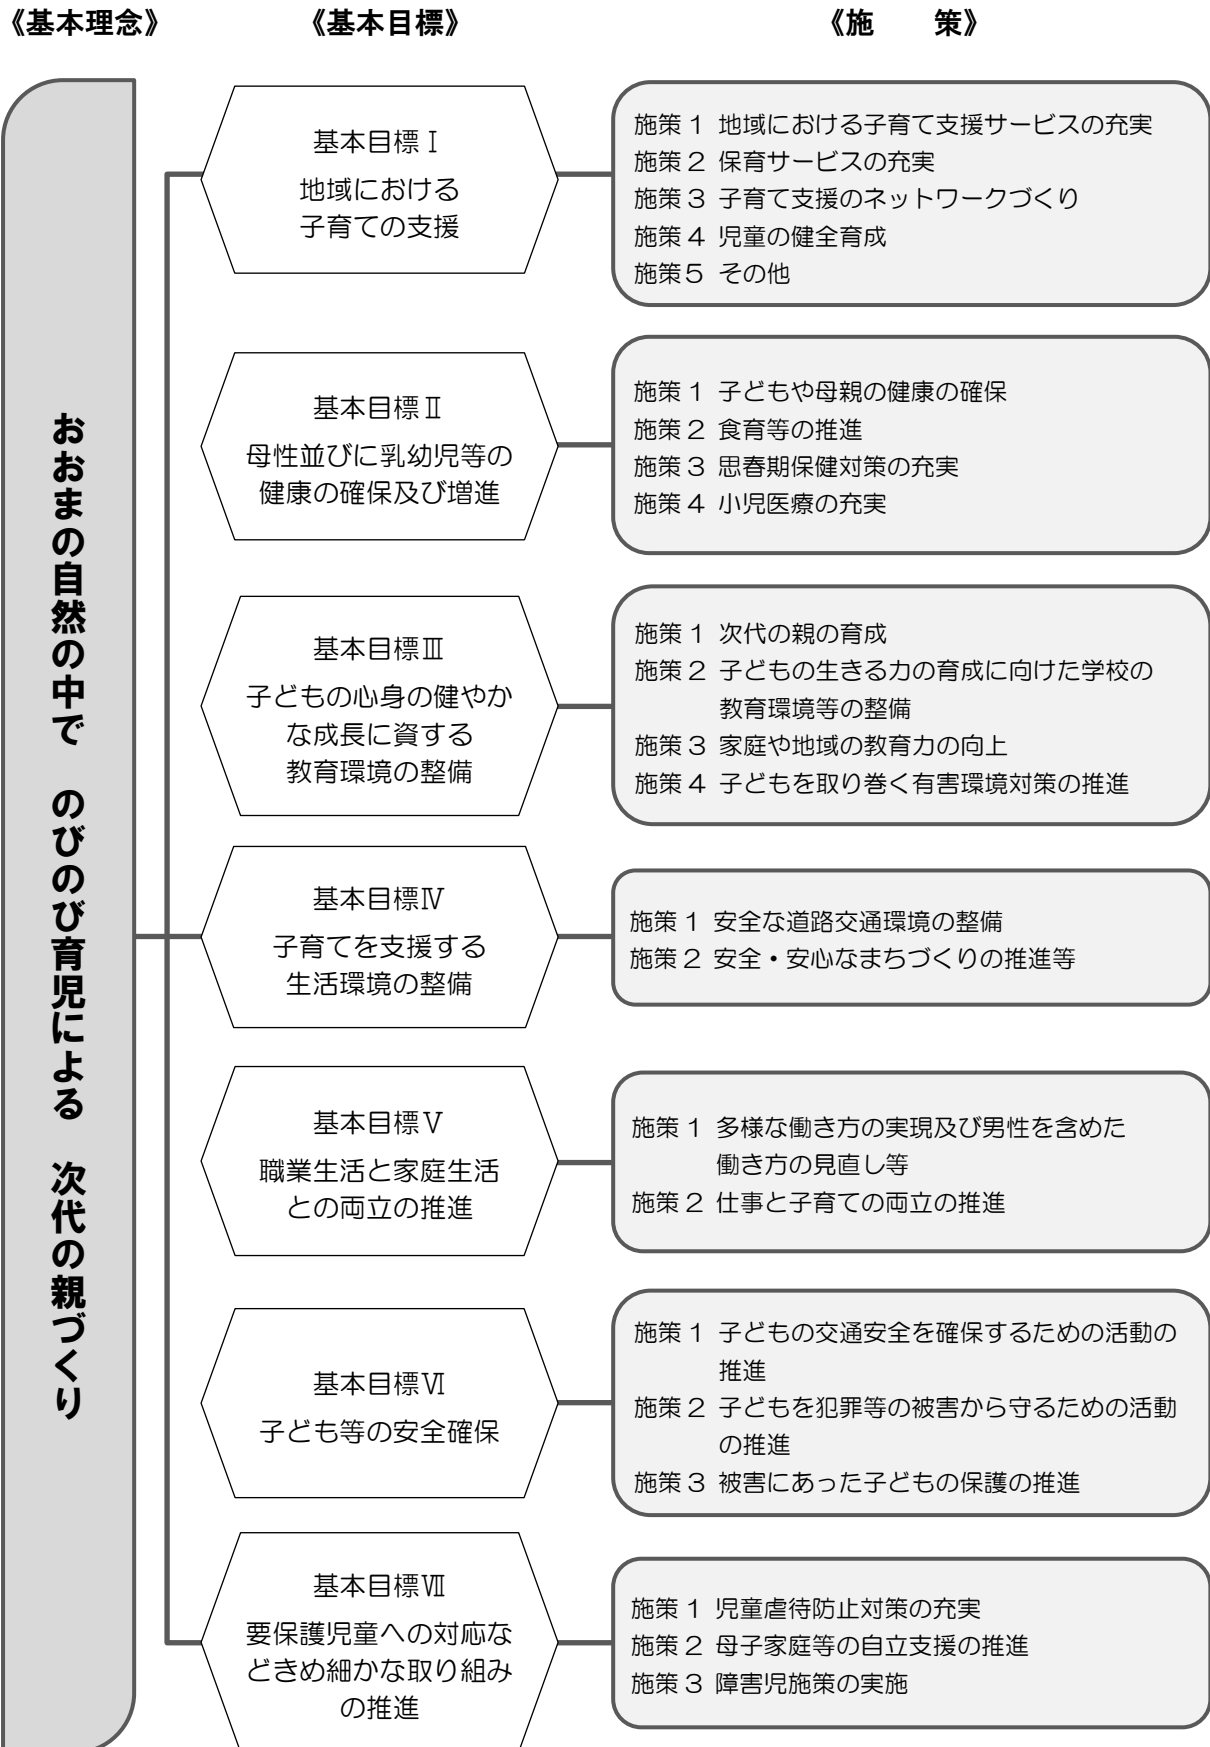 《基本理念》 《基本目標》 《施　　策》
おおまの自然の中で　のびのび育児による　次代の親づくり
基本目標Ⅰ
地域における
子育ての支援
施策１ 地域における子育て支援サービスの充実
施策２ 保育サービスの充実
施策３ 子育て支援のネットワークづくり
施策４ 児童の健全育成
施策５ その他
基本目標Ⅱ
母性並びに乳幼児等の
健康の確保及び増進
施策１ 子どもや母親の健康の確保
施策２ 食育等の推進
施策３ 思春期保健対策の充実
施策４ 小児医療の充実
基本目標Ⅲ
子どもの心身の健やか
な成長に資する
教育環境の整備
施策１ 次代の親の育成
施策２ 子どもの生きる力の育成に向けた学校の
教育環境等の整備
施策３ 家庭や地域の教育力の向上
施策４ 子どもを取り巻く有害環境対策の推進
基本目標Ⅳ
子育てを支援する
生活環境の整備
施策１ 安全な道路交通環境の整備
施策２ 安全・安心なまちづくりの推進等
基本目標Ⅴ
職業生活と家庭生活
との両立の推進
施策１ 多様な働き方の実現及び男性を含めた
働き方の見直し等
施策２ 仕事と子育ての両立の推進
基本目標Ⅵ
子ども等の安全確保
施策１ 子どもの交通安全を確保するための活動の
推進
施策２ 子どもを犯罪等の被害から守るための活動
の推進
施策３ 被害にあった子どもの保護の推進
基本目標Ⅶ
要保護児童への対応な
どきめ細かな取り組み
の推進
施策１ 児童虐待防止対策の充実
施策２ 母子家庭等の自立支援の推進
施策３ 障害児施策の実施